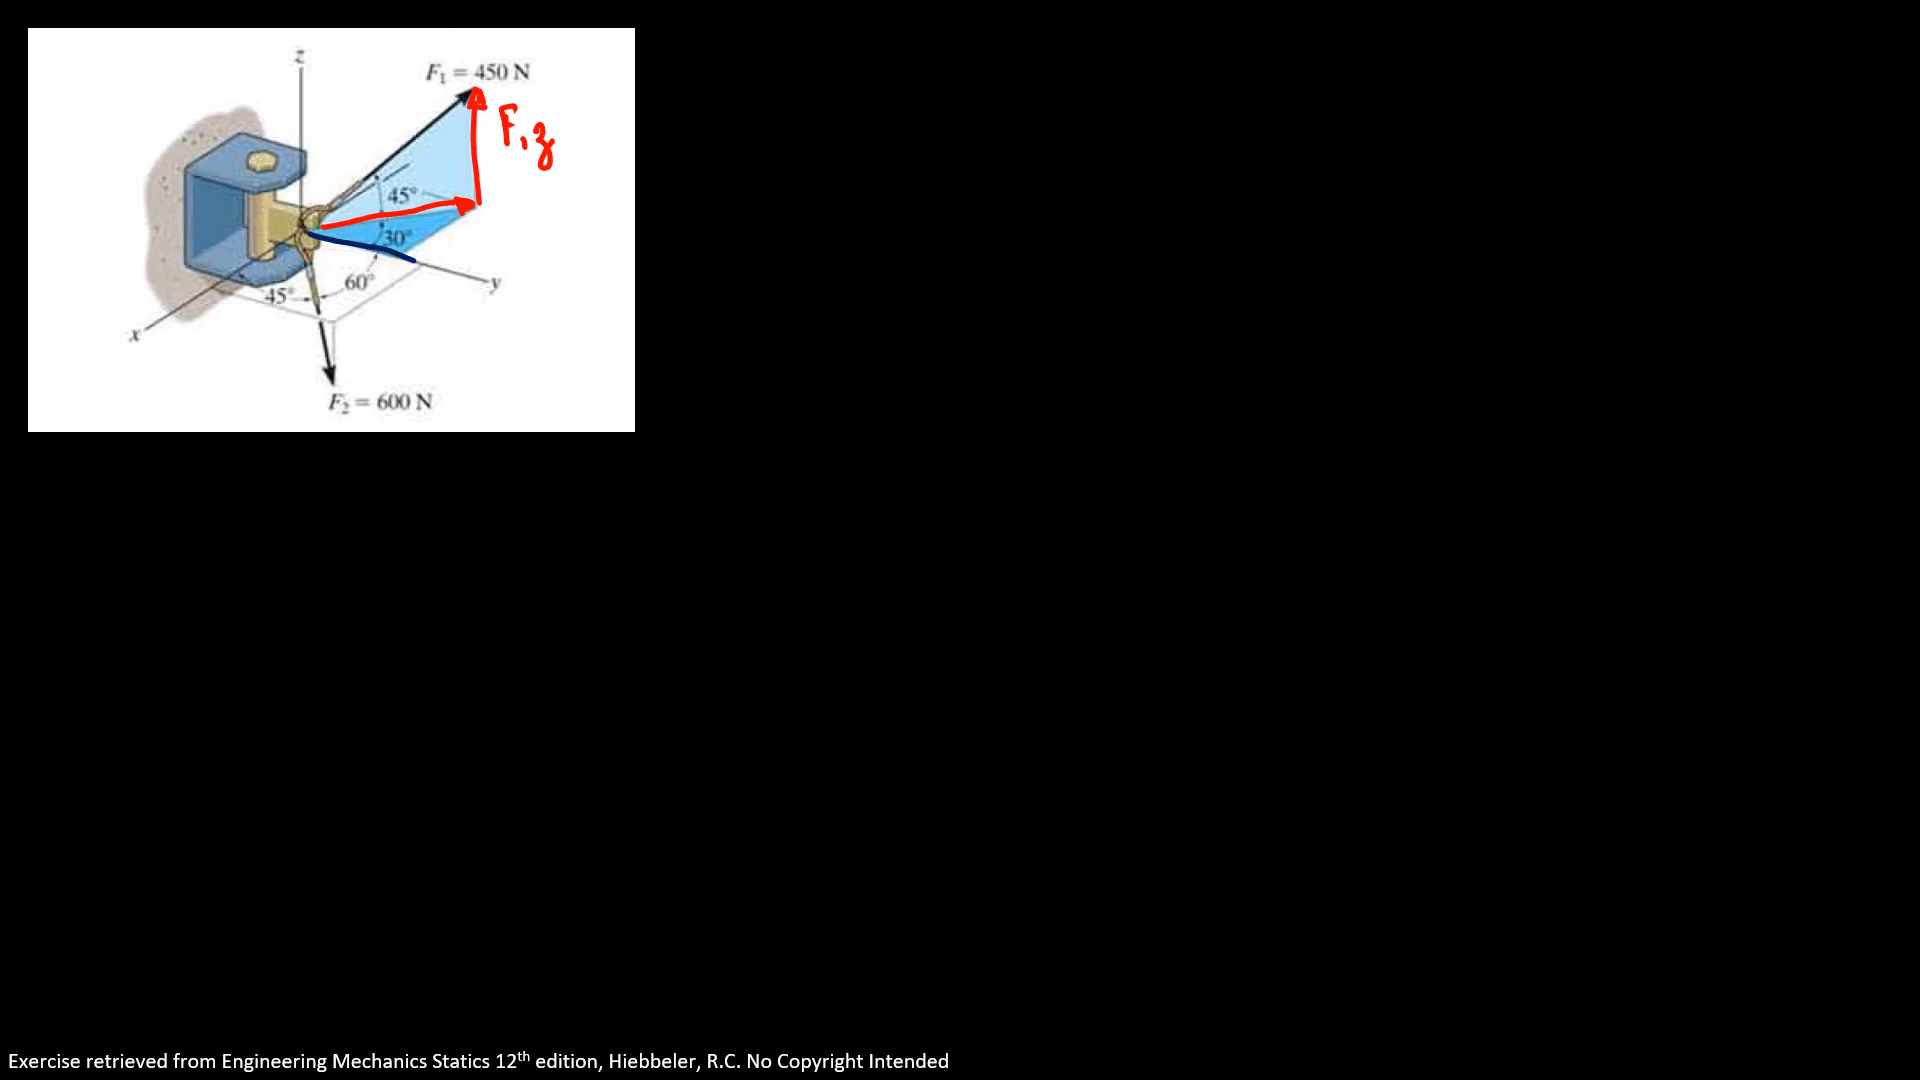 z
F₁ = 450 N
F₁z
45°
30°
60°
45°
y
x
F₂ = 600 N
Exercise retrieved from Engineering Mechanics Statics 12th edition, Hiebbeler, R.C. No Copyright Intended